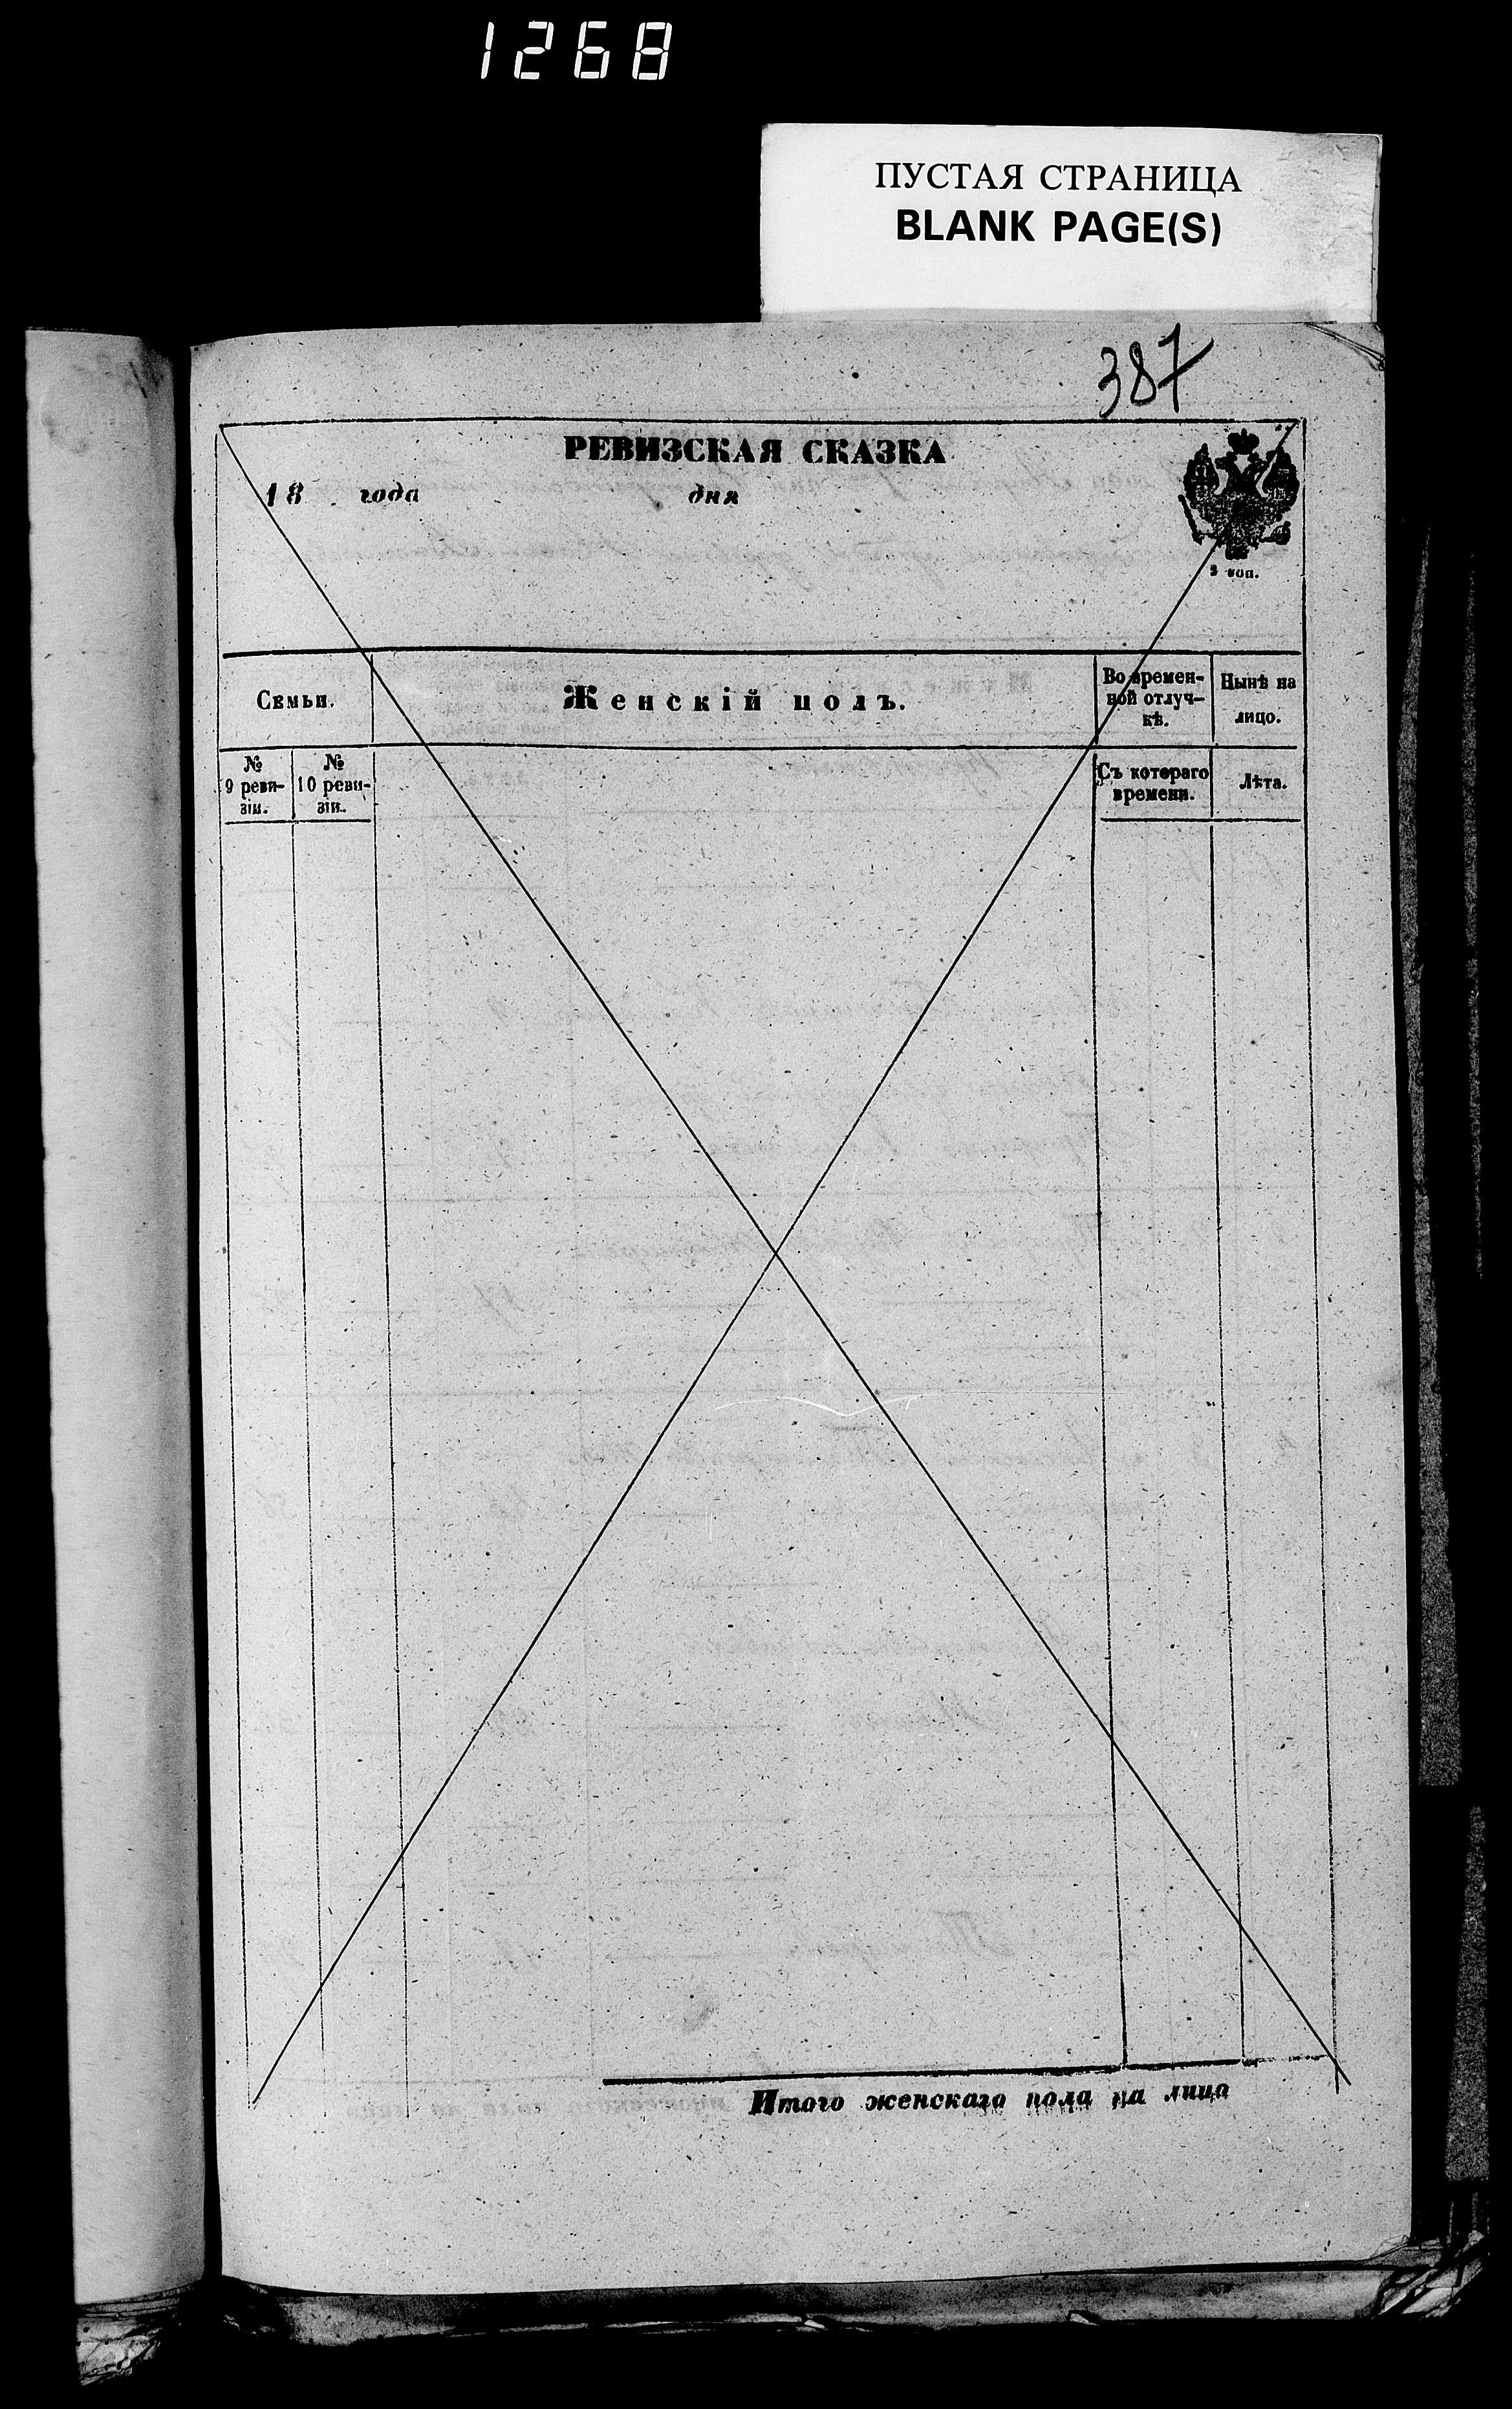 1268
ПУСТАЯ СТРАНИЦА
BLANK PAGE(S)
387
РЕВИЗСКАЯ СКАЗКА
18 года дня
2 коп.
Семьи.
Женскій полъ.
Во времен-
ной отлуч-
кѣ.
Нынѣ на
лицо.
№
9 реви-
зіи.
№
10 реви-
зіи.
Съ котораго
времени.
Лѣта.
Итого женскаго пола на лицо